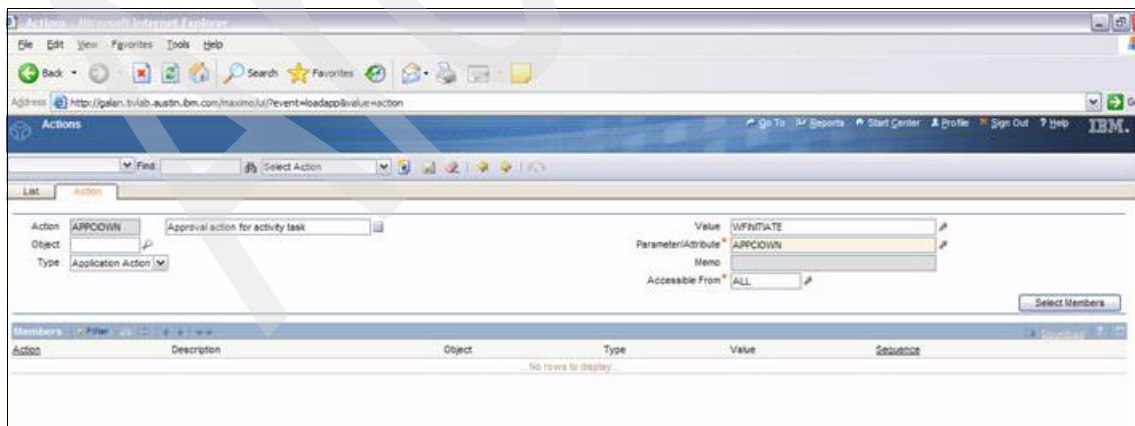 Actions - Microsoft Internet Explorer
File Edit View Favorites Tools Help
Back Search Favorites
Address http://galan.tivlab.austin.ibm.com/maximo/ui/?event=loadapp&value=action
Actions Go To Reports Start Center Profile Sign Out ? Help IBM.
Find: Select Action
List Action
Action APPCIOWN Approval action for activity task Value WFINITIATE
Object Parameter/Attribute * APPCIOWN
Type Application Action Memo
Accessible From * ALL
Select Members
Members Filter Download ?
Action Description Object Type Value Sequence
...No rows to display...